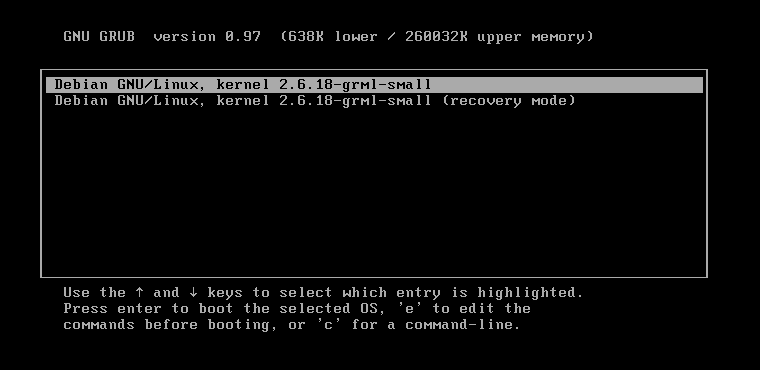 GNU GRUB  version 0.97  (638K lower / 260032K upper memory)
Debian GNU/Linux, kernel 2.6.18-grml-small
Debian GNU/Linux, kernel 2.6.18-grml-small (recovery mode)
Use the ↑ and ↓ keys to select which entry is highlighted.
Press enter to boot the selected OS, 'e' to edit the
commands before booting, or 'c' for a command-line.